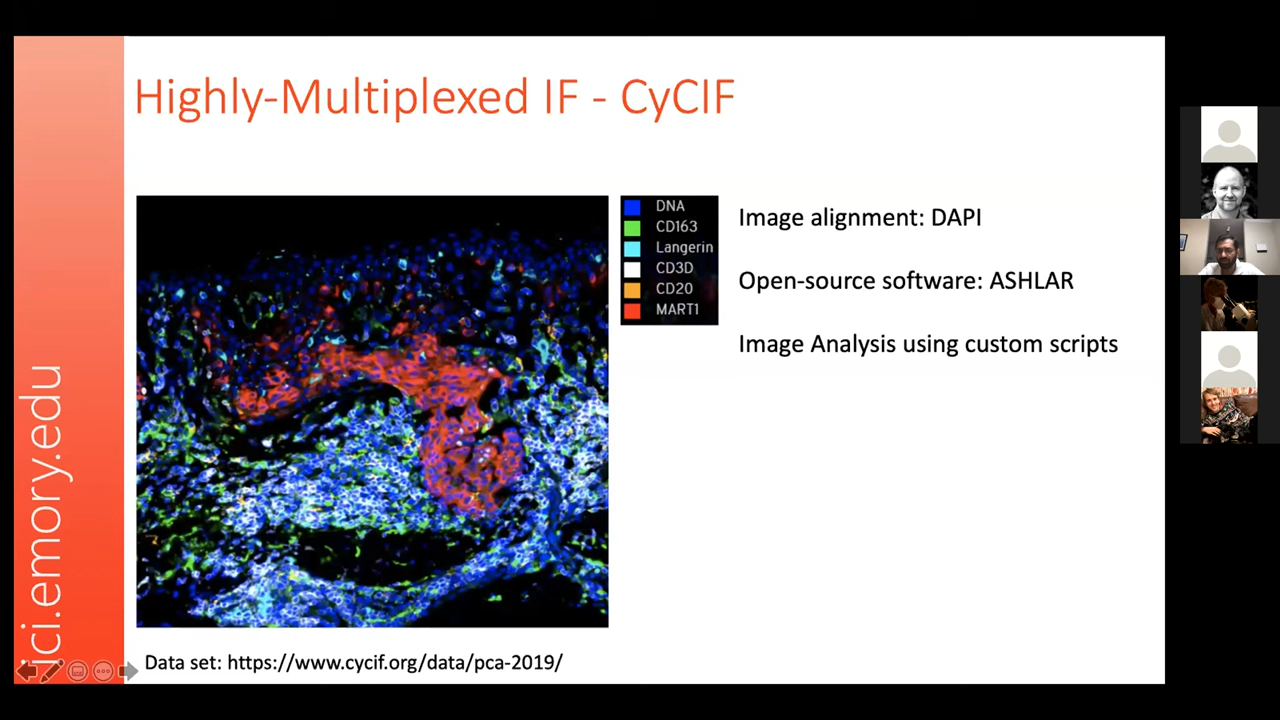 Highly-Multiplexed IF - CyCIF
DNA
CD163
Langerin
CD3D
CD20
MART1
Image alignment: DAPI
Open-source software: ASHLAR
Image Analysis using custom scripts
ici.emory.edu
Data set: https://www.cycif.org/data/pca-2019/